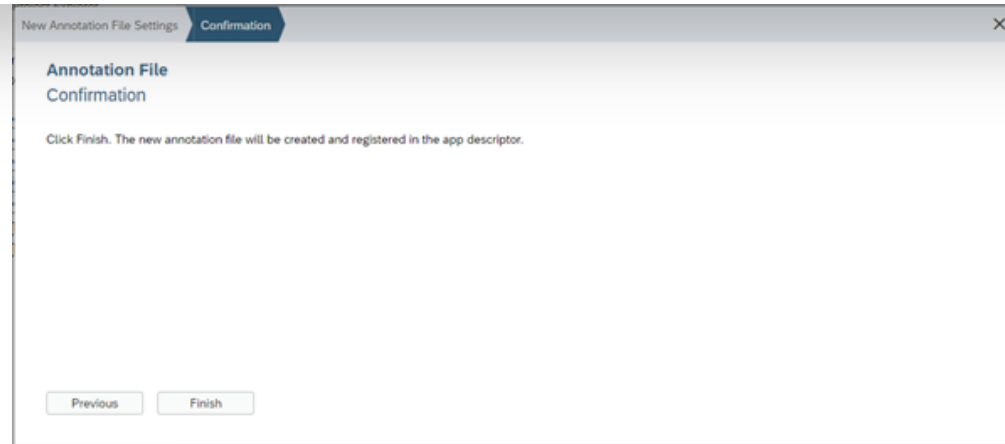 New Annotation File Settings
Confirmation
Annotation File
Confirmation
Click Finish. The new annotation file will be created and registered in the app descriptor.
Previous
Finish